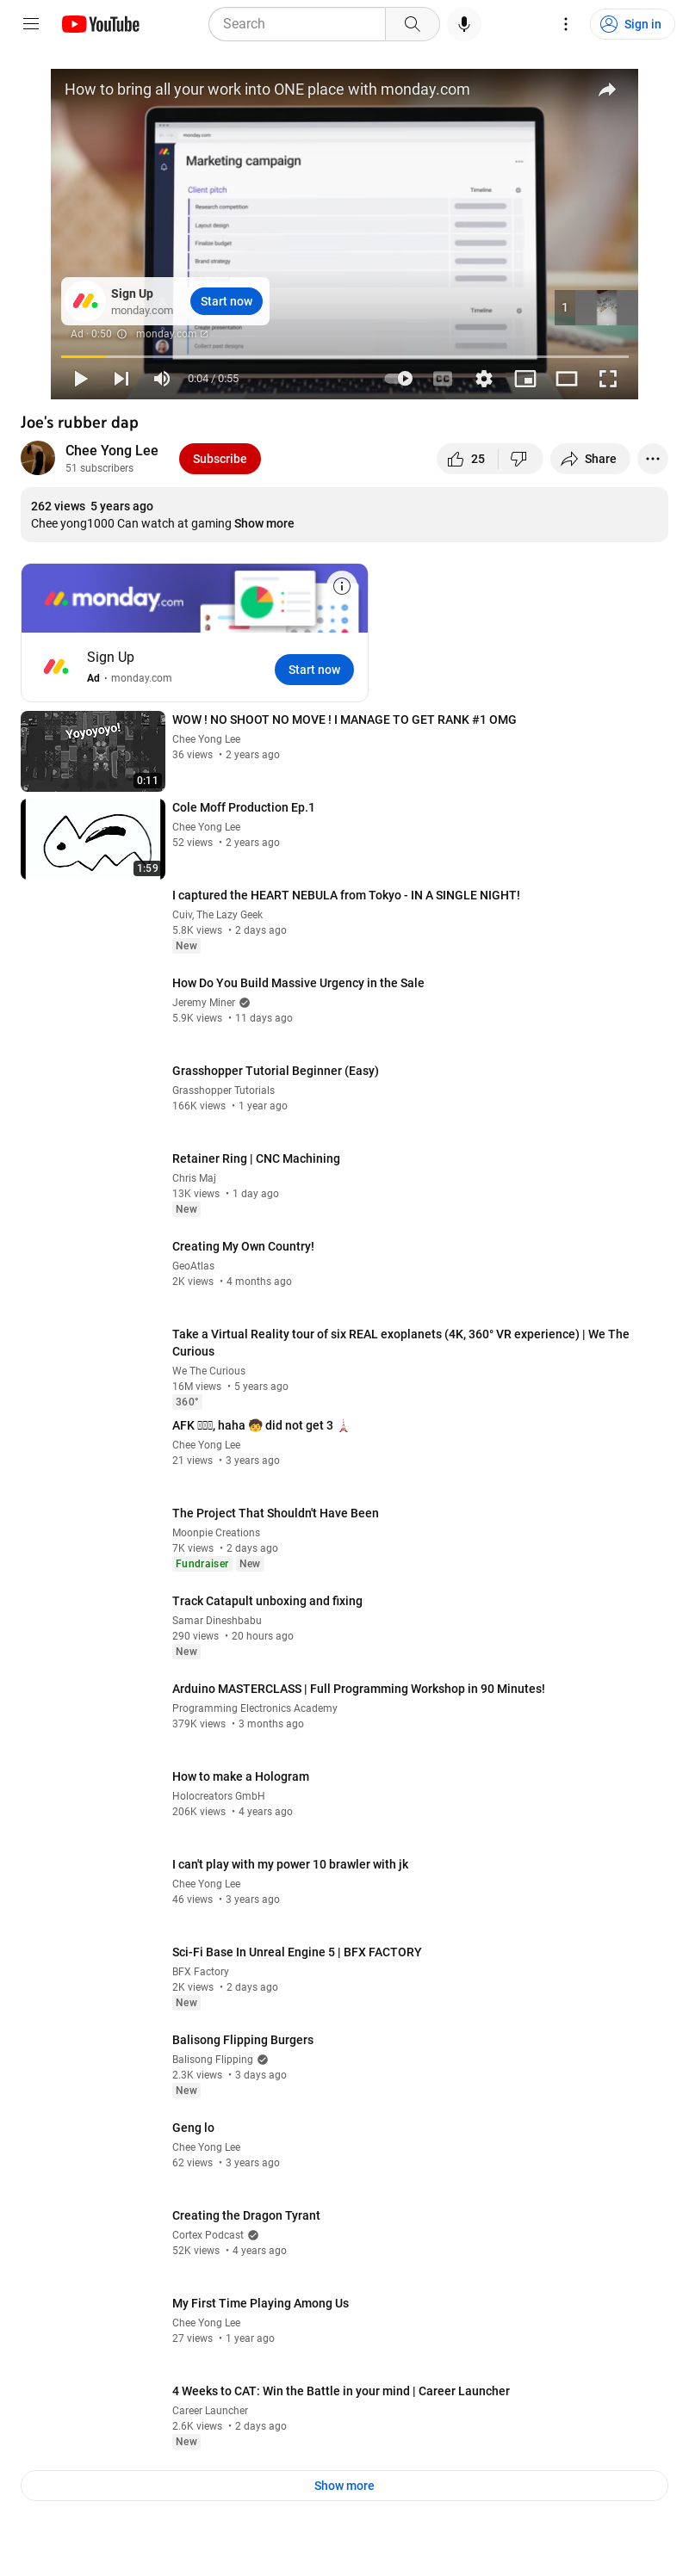 YouTube
Search
Sign in
How to bring all your work into ONE place with monday.com
monday.com
Marketing campaign
Client pitch
Timeline
Research competition
Layout design
Finalize budget
Brand strategy
Timeline
Create presentation
Collect past designs
Sign Up
monday.com
Start now
1
Ad · 0:50
monday.com
0:04 / 0:55
CC
Joe's rubber dap
Chee Yong Lee
51 subscribers
Subscribe
25
Share
262 views 5 years ago
Chee yong1000 Can watch at gaming Show more
monday.com
Sign Up
Ad • monday.com
Start now
Yoyoyoyo!
0:11
WOW ! NO SHOOT NO MOVE ! I MANAGE TO GET RANK #1 OMG
Chee Yong Lee
36 views • 2 years ago
1:59
Cole Moff Production Ep.1
Chee Yong Lee
52 views • 2 years ago
I captured the HEART NEBULA from Tokyo - IN A SINGLE NIGHT!
Cuiv, The Lazy Geek
5.8K views • 2 days ago
New
How Do You Build Massive Urgency in the Sale
Jeremy Miner
5.9K views • 11 days ago
Grasshopper Tutorial Beginner (Easy)
Grasshopper Tutorials
166K views • 1 year ago
Retainer Ring | CNC Machining
Chris Maj
13K views • 1 day ago
New
Creating My Own Country!
GeoAtlas
2K views • 4 months ago
Take a Virtual Reality tour of six REAL exoplanets (4K, 360° VR experience) | We The
Curious
We The Curious
16M views • 5 years ago
360°
AFK , haha 🧒 did not get 3 🗼
Chee Yong Lee
21 views • 3 years ago
The Project That Shouldn't Have Been
Moonpie Creations
7K views • 2 days ago
Fundraiser New
Track Catapult unboxing and fixing
Samar Dineshbabu
290 views • 20 hours ago
New
Arduino MASTERCLASS | Full Programming Workshop in 90 Minutes!
Programming Electronics Academy
379K views • 3 months ago
How to make a Hologram
Holocreators GmbH
206K views • 4 years ago
I can't play with my power 10 brawler with jk
Chee Yong Lee
46 views • 3 years ago
Sci-Fi Base In Unreal Engine 5 | BFX FACTORY
BFX Factory
2K views • 2 days ago
New
Balisong Flipping Burgers
Balisong Flipping
2.3K views • 3 days ago
New
Geng lo
Chee Yong Lee
62 views • 3 years ago
Creating the Dragon Tyrant
Cortex Podcast
52K views • 4 years ago
My First Time Playing Among Us
Chee Yong Lee
27 views • 1 year ago
4 Weeks to CAT: Win the Battle in your mind | Career Launcher
Career Launcher
2.6K views • 2 days ago
New
Show more